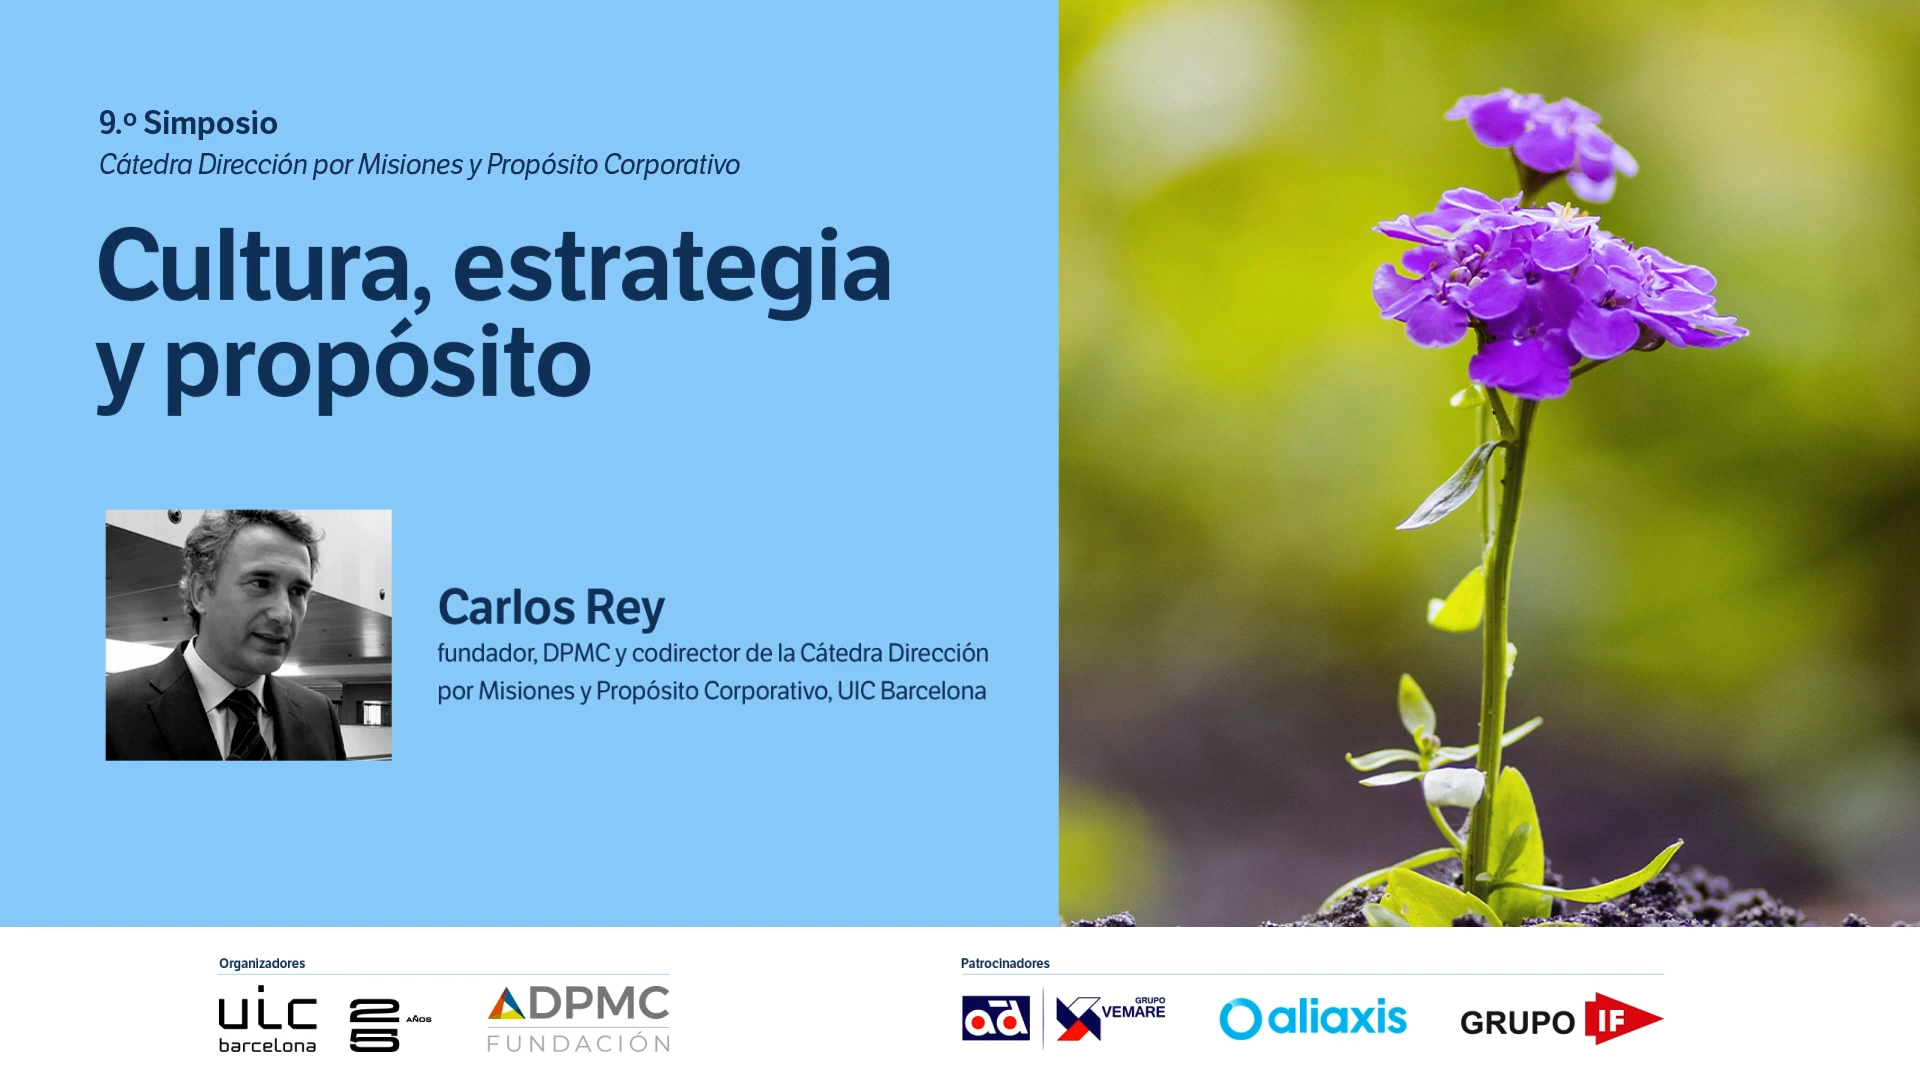 9.º Simposio
Cátedra Dirección por Misiones y Propósito Corporativo
Cultura, estrategia
y propósito
Carlos Rey
fundador, DPMC y codirector de la Cátedra Dirección
por Misiones y Propósito Corporativo, UIC Barcelona
Organizadores
uic
barcelona
25 AÑOS
DPMC
FUNDACIÓN
Patrocinadores
ad
GRUPO
VEMARE
aliaxis
GRUPO IF